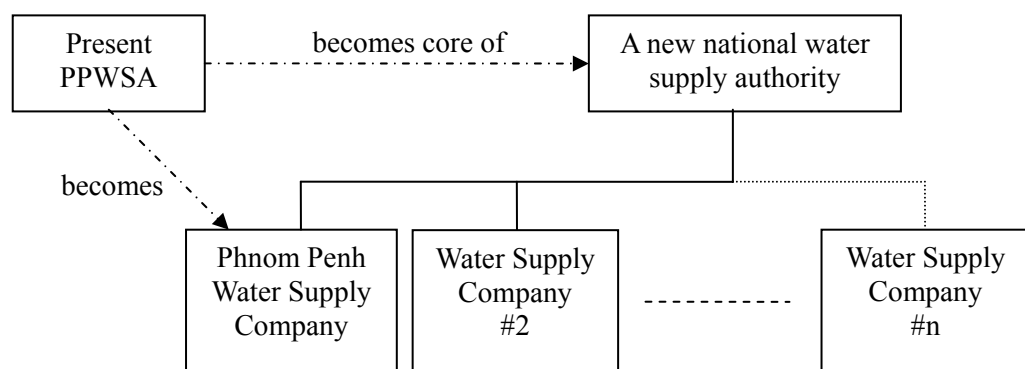 Present
PPWSA
becomes core of
A new national water
supply authority
becomes
Phnom Penh
Water Supply
Company
Water Supply
Company
#2
Water Supply
Company
#n